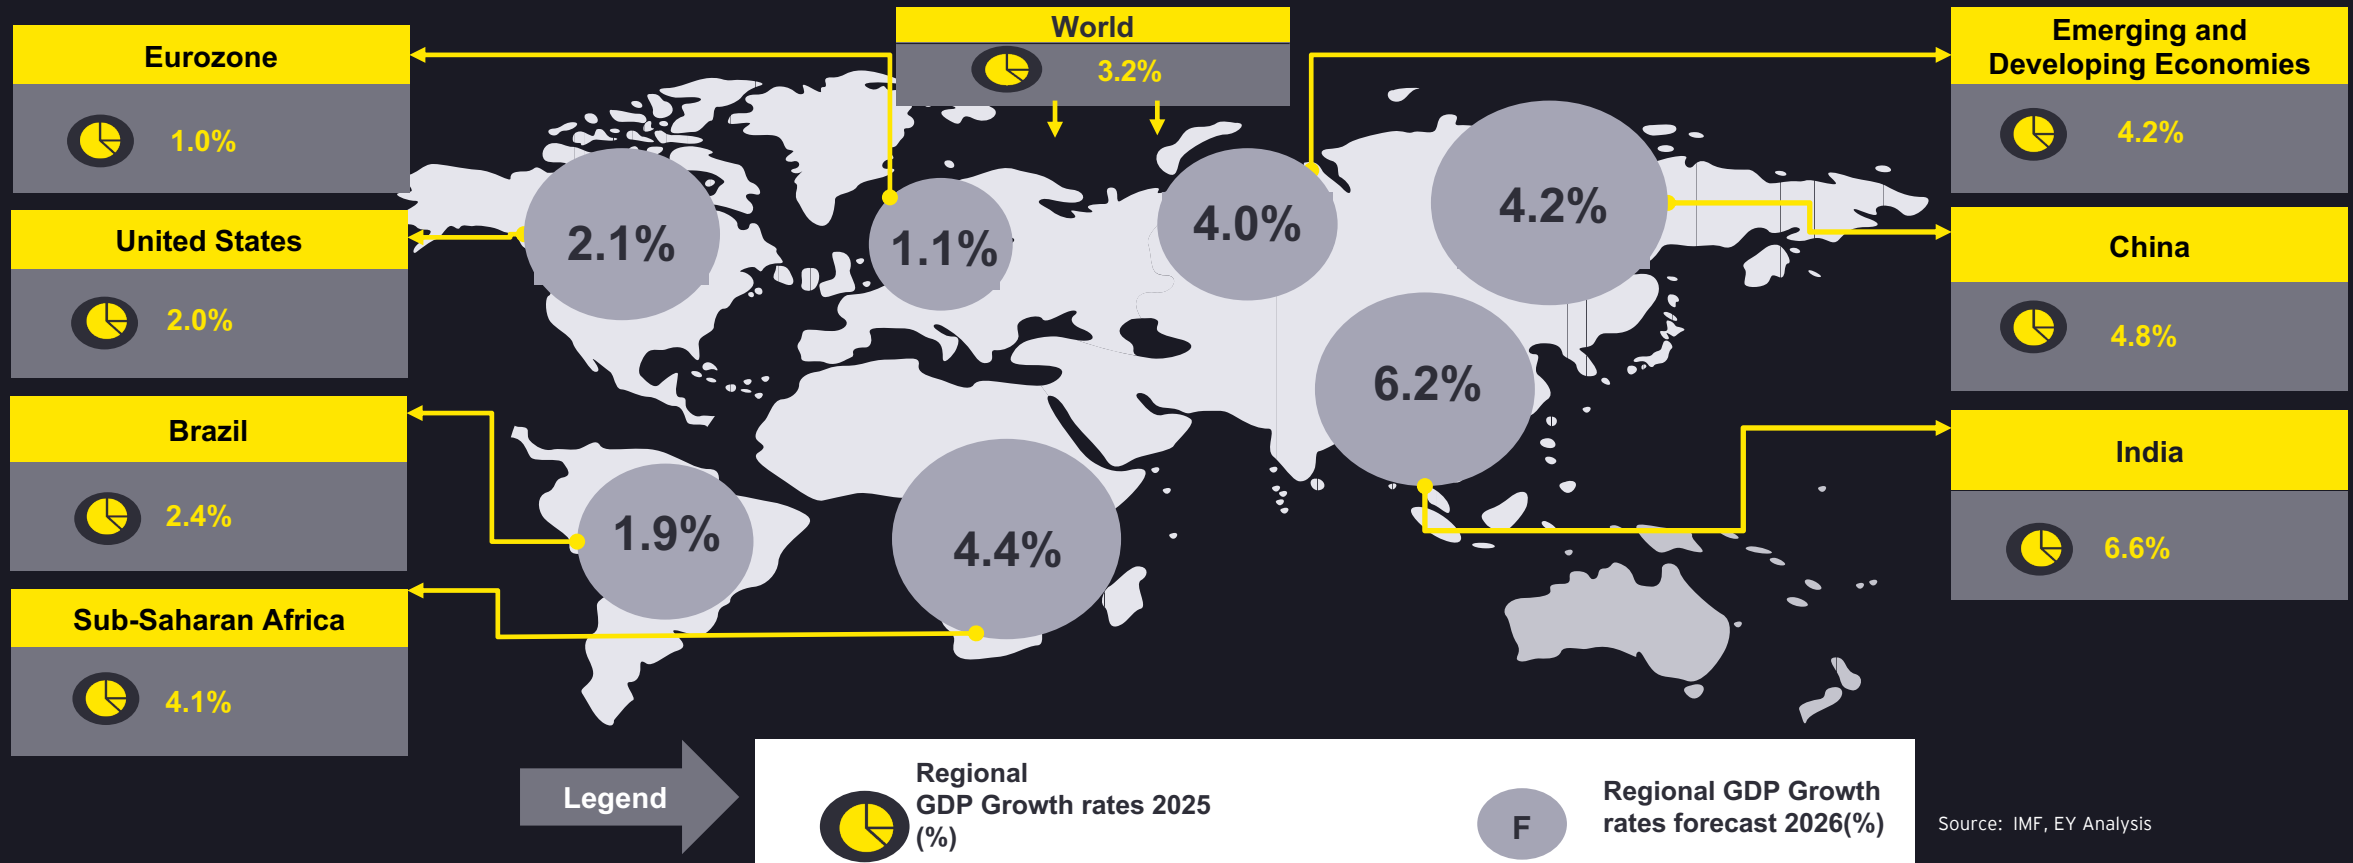 World
3.2%
Eurozone
1.0%
United States
2.0%
Brazil
2.4%
Sub-Saharan Africa
4.1%
2.1%
1.1%
4.0%
4.2%
6.2%
1.9%
4.4%
Emerging and
Developing Economies
4.2%
China
4.8%
India
6.6%
Legend
Regional
GDP Growth rates 2025
(%)
F
Regional GDP Growth
rates forecast 2026(%)
Source: IMF, EY Analysis